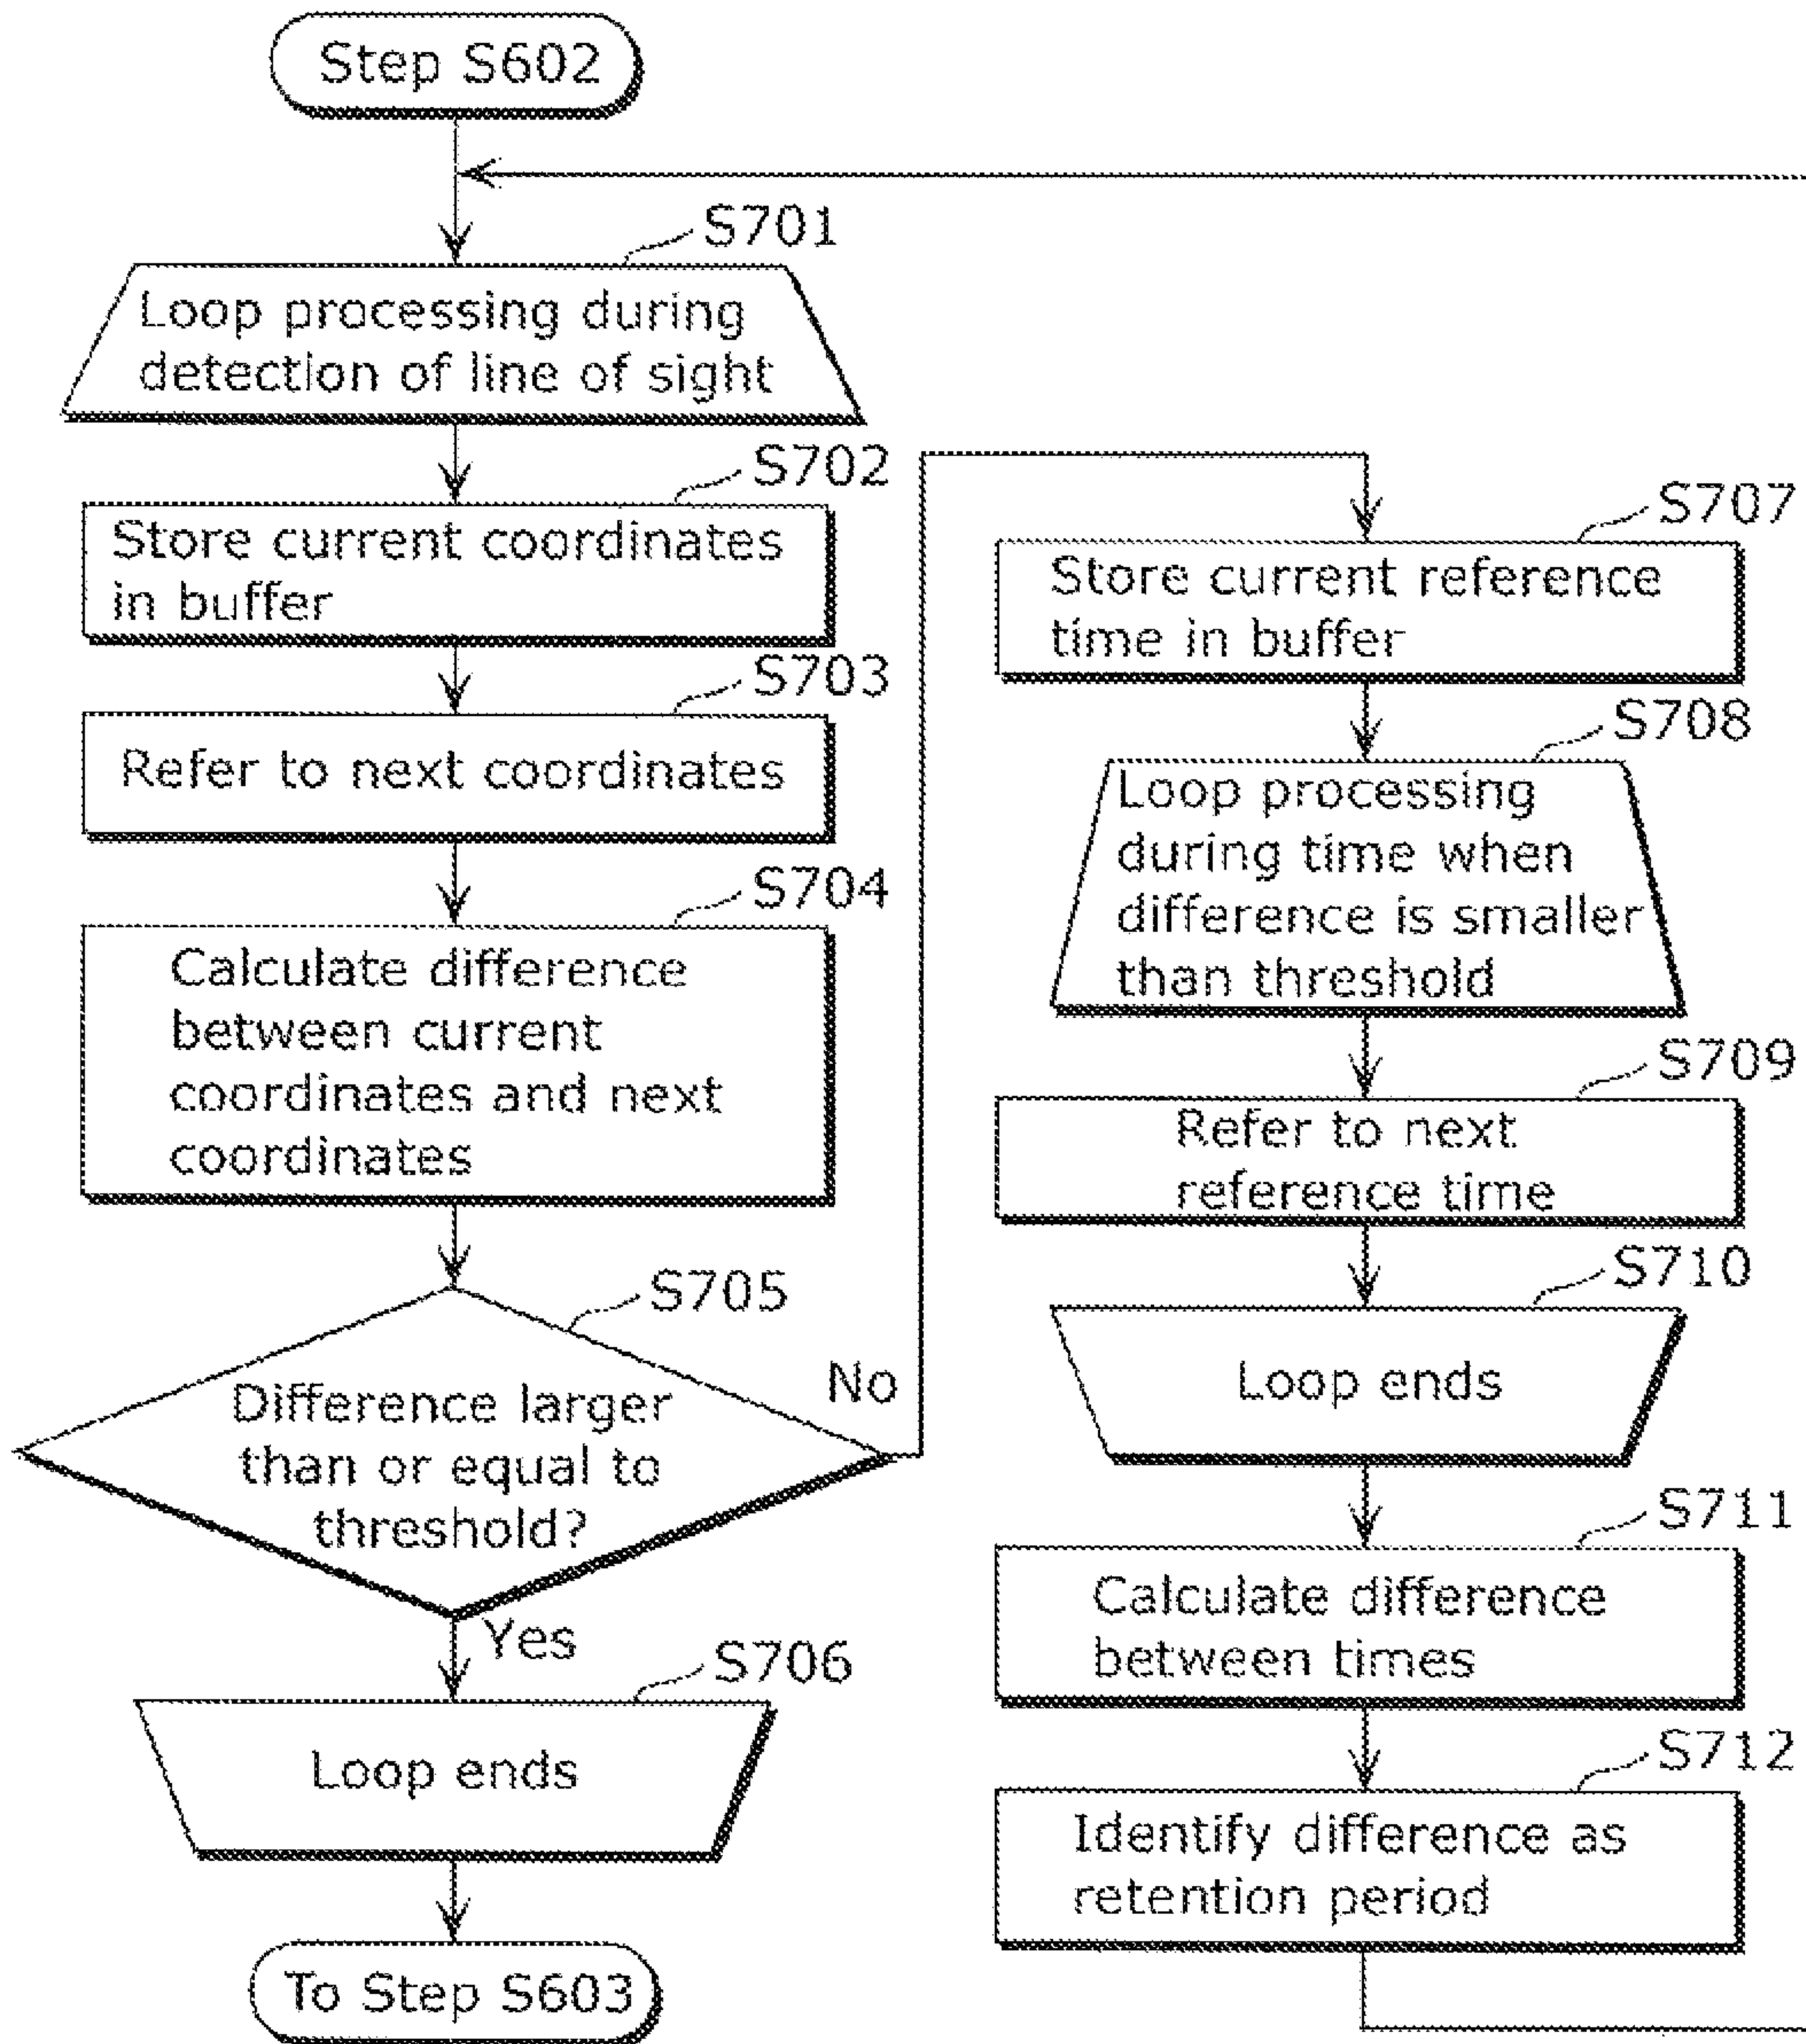 Step S602
S701
Loop processing during
detection of line of sight
S702
Store current coordinates
in buffer
S703
Refer to next coordinates
S704
Calculate difference
between current
coordinates and next
coordinates
S705
Difference larger
than or equal to
threshold?
No
Yes
S706
Loop ends
To Step S603
S707
Store current reference
time in buffer
S708
Loop processing
during time when
difference is smaller
than threshold
S709
Refer to next
reference time
S710
Loop ends
S711
Calculate difference
between times
S712
Identify difference as
retention period